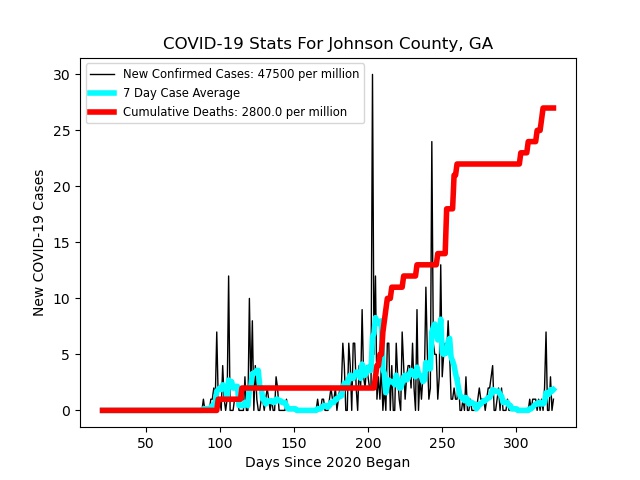 COVID-19 Stats For Johnson County, GA
New Confirmed Cases: 47500 per million
7 Day Case Average
Cumulative Deaths: 2800.0 per million
30
25
20
15
10
5
0
New COVID-19 Cases
50 100 150 200 250 300
Days Since 2020 Began